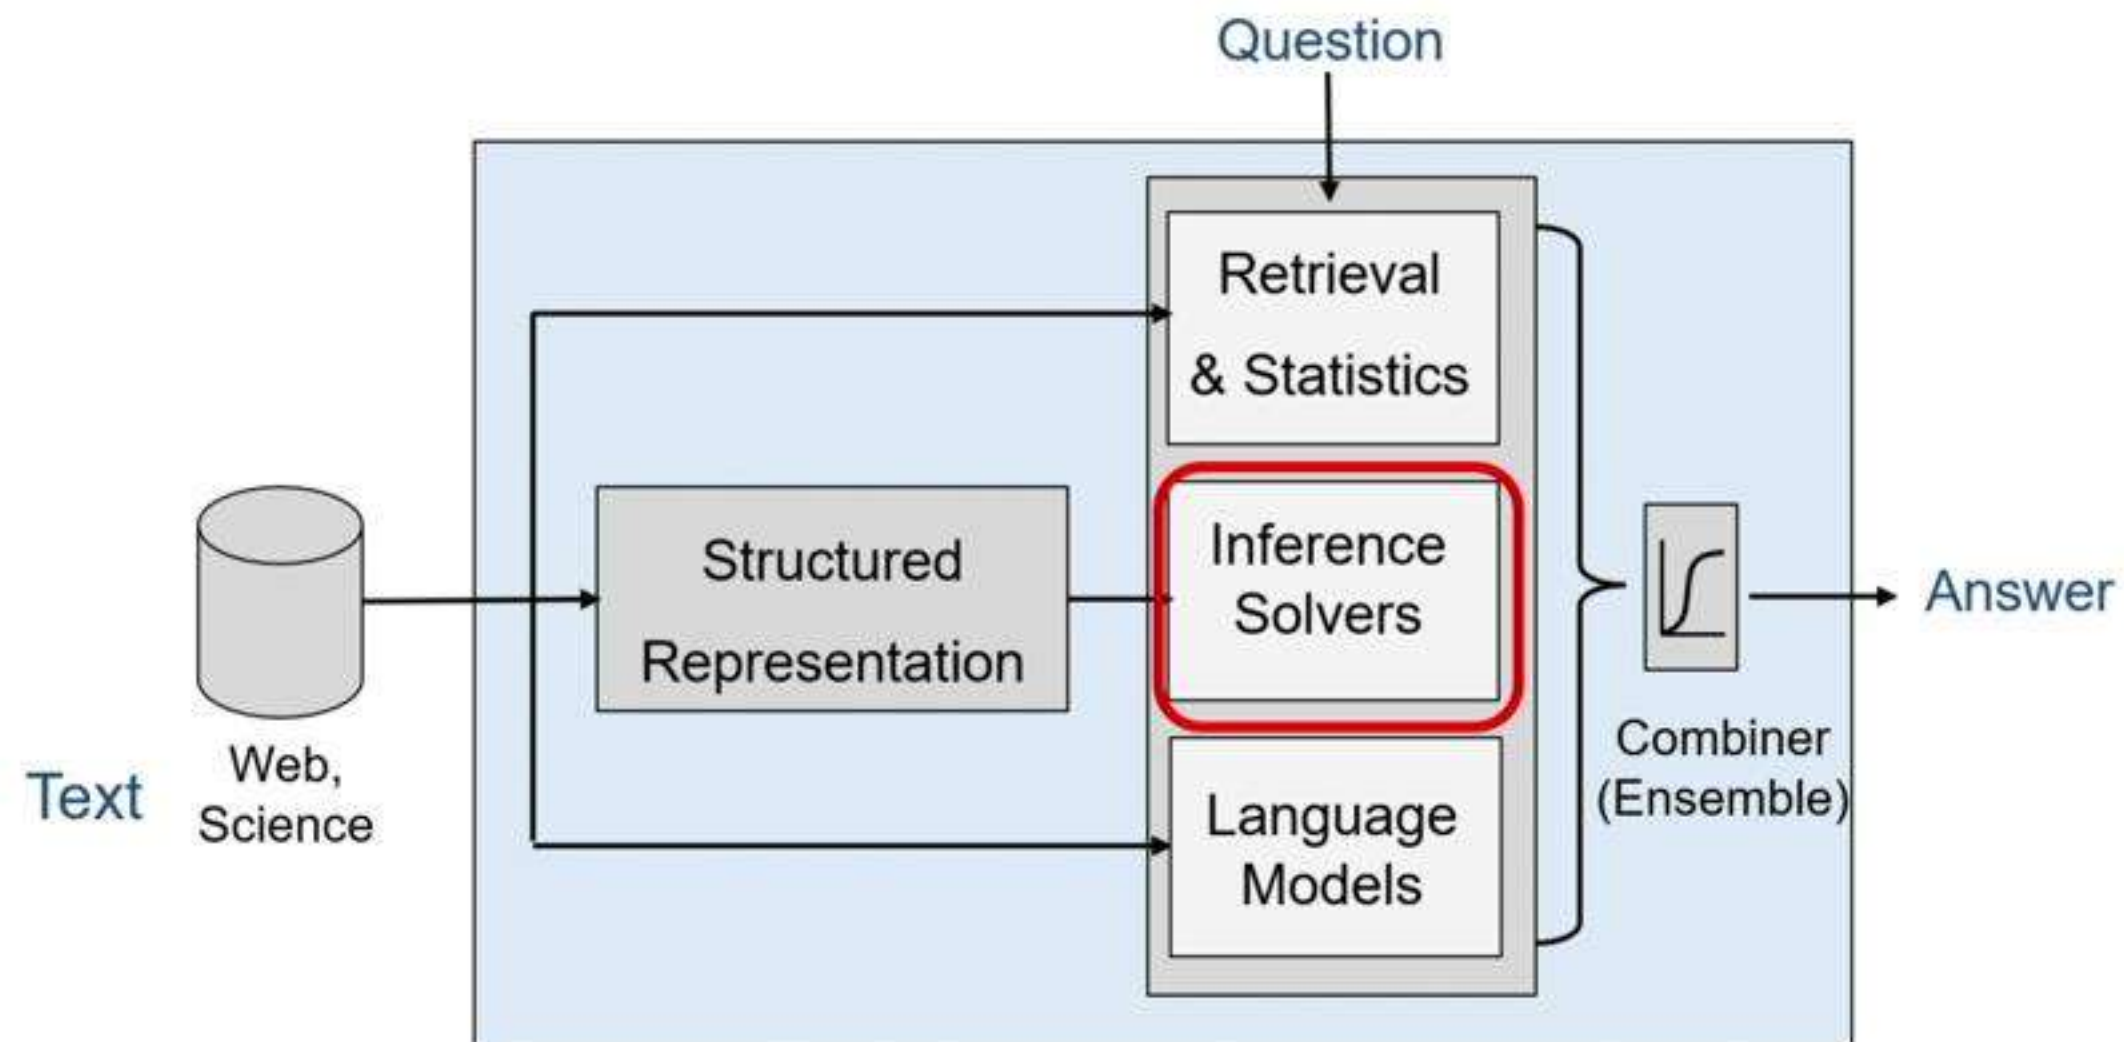 Question
Retrieval
& Statistics
Structured
Representation
Inference
Solvers
Language
Models
Text
Web,
Science
Combiner
(Ensemble)
Answer